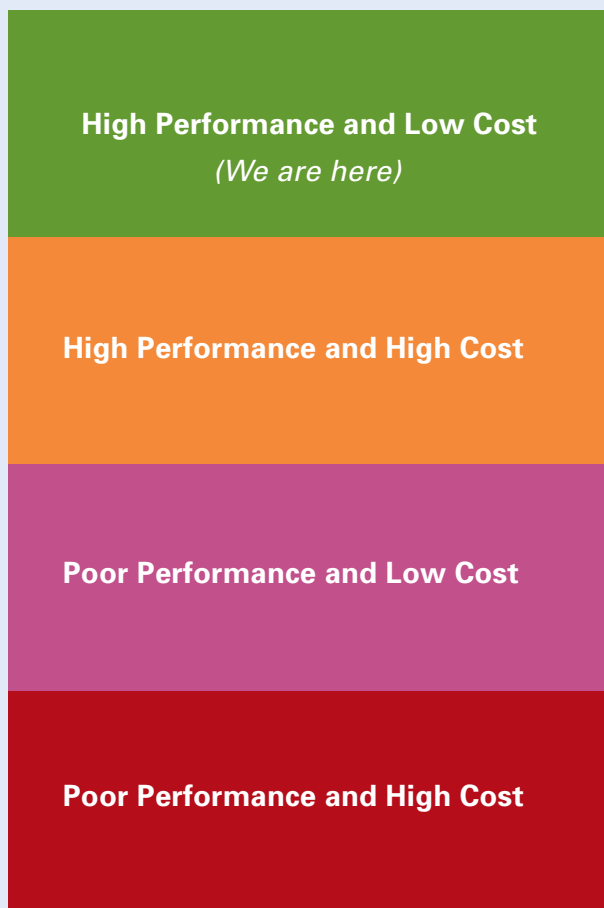 High Performance and Low Cost
(We are here)
High Performance and High Cost
Poor Performance and Low Cost
Poor Performance and High Cost